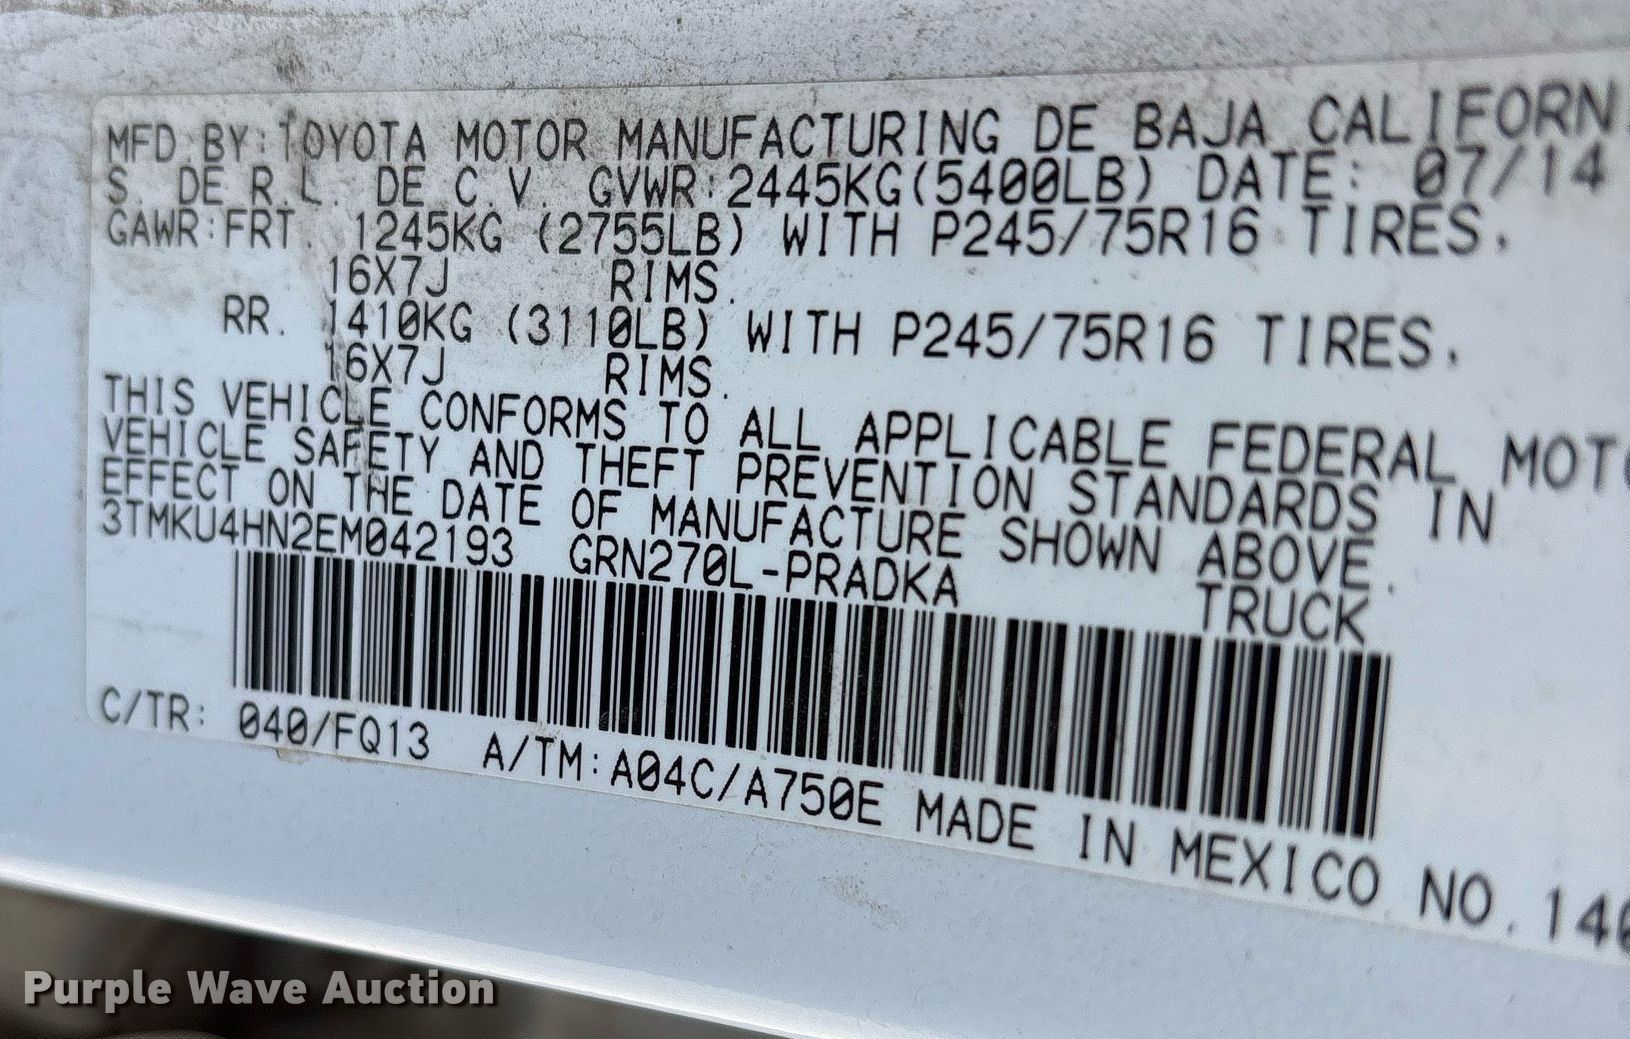 MFD.BY:TOYOTA MOTOR MANUFACTURING DE BAJA CALIFORN
S. DE R.L. DE C.V. GVWR:2445KG(5400LB) DATE: 07/14
GAWR:FRT. 1245KG (2755LB) WITH P245/75R16 TIRES,
16X7J RIMS.
RR. 1410KG (3110LB) WITH P245/75R16 TIRES,
16X7J RIMS.
THIS VEHICLE CONFORMS TO ALL APPLICABLE FEDERAL MOT
VEHICLE SAFETY AND THEFT PREVENTION STANDARDS IN
EFFECT ON THE DATE OF MANUFACTURE SHOWN ABOVE.
3TMKU4HN2EM042193 GRN270L-PRADKA TRUCK
C/TR: 040/FQ13 A/TM:A04C/A750E MADE IN MEXICO NO.14
Purple Wave Auction